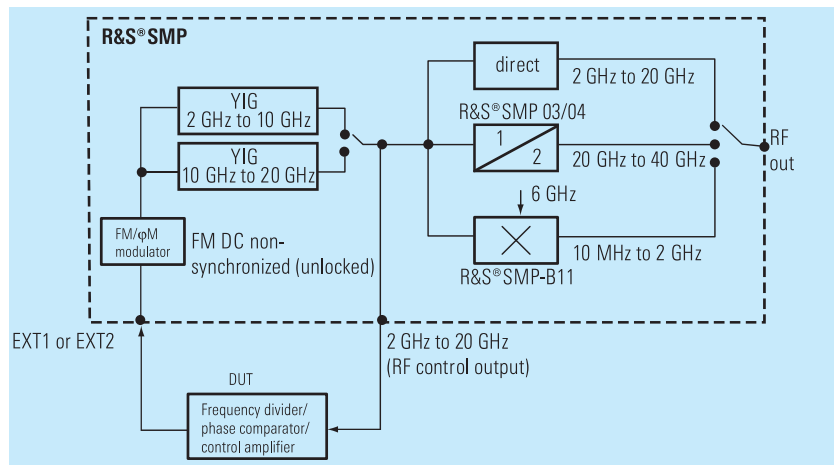 R&S®SMP
YIG
2 GHz to 10 GHz
YIG
10 GHz to 20 GHz
FM/φM
modulator
FM DC non-
synchronized (unlocked)
direct
2 GHz to 20 GHz
R&S®SMP 03/04
1
2
20 GHz to 40 GHz
RF
out
6 GHz
10 MHz to 2 GHz
R&S®SMP-B11
EXT1 or EXT2
2 GHz to 20 GHz
(RF control output)
DUT
Frequency divider/
phase comparator/
control amplifier